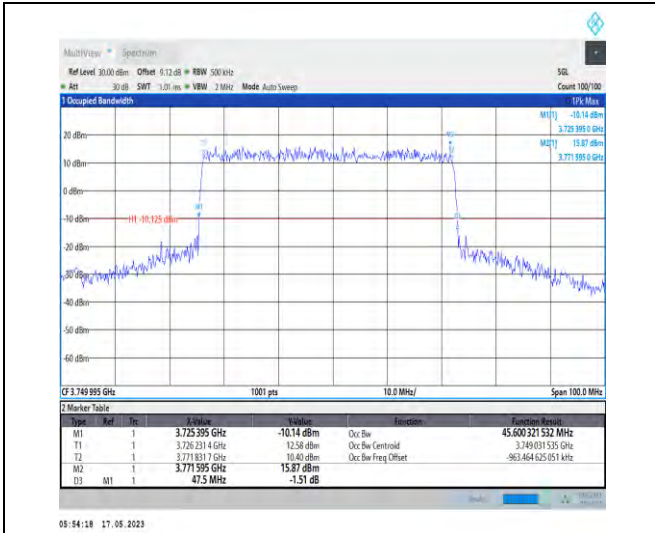 MultiView Spectrum
Ref Level 30.00 dBm Offset 9.12 dB RBW 500 kHz SGL
Att 30 dB SWT 1.01 ms VBW 2 MHz Mode Auto Sweep Count 100/100
1 Occupied Bandwidth 1Pk Max
M1[1] -10.14 dBm
3.725 395 0 GHz
20 dBm
M2[1] 15.87 dBm
3.771 595 0 GHz
10 dBm
0 dBm
M1
-10 dBm
H1 -10.125 dBm
-20 dBm
-30 dBm
-40 dBm
-50 dBm
-60 dBm
CF 3.749 995 GHz 1001 pts 10.0 MHz/ Span 100.0 MHz
2 Marker Table
Type Ref Trc X-Value Y-Value Function Function Result
M1 1 3.725 395 GHz -10.14 dBm Occ Bw 45.600 321 532 MHz
T1 1 3.726 231 4 GHz 12.58 dBm Occ Bw Centroid 3.749 031 535 GHz
T2 1 3.771 831 7 GHz 10.40 dBm Occ Bw Freq Offset -963.464 625 051 kHz
M2 1 3.771 595 GHz 15.87 dBm
D3 M1 1 47.5 MHz -1.51 dB
05:54:18 17.05.2023